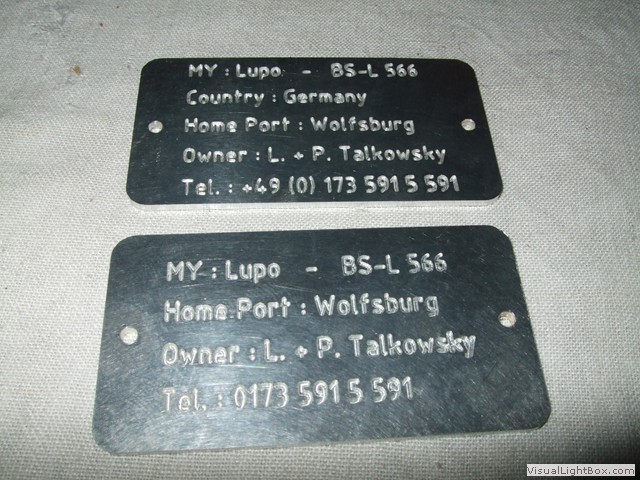 MY : Lupo - BS-L 566
Country : Germany
Home Port : Wolfsburg
Owner : L. + P. Talkowsky
Tel. : +49 (0) 173 591 5 591
MY : Lupo - BS-L 566
Home Port : Wolfsburg
Owner : L. + P. Talkowsky
Tel. : 0173 591 5 591
VisualLightBox.com